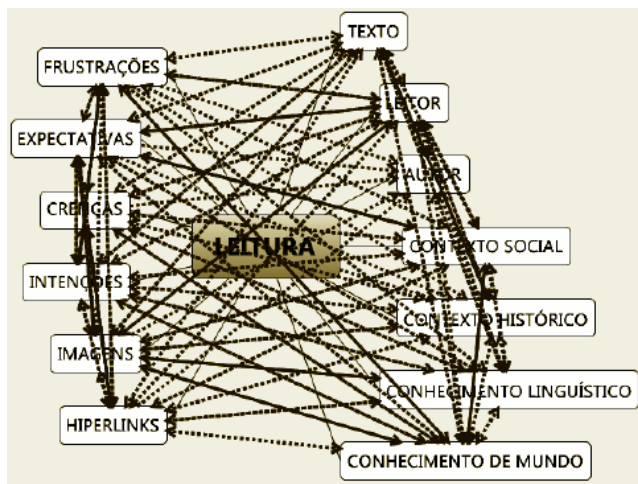 TEXTO
FRUSTRAÇÕES
LEITOR
EXPECTATIVAS
AUTOR
CRENÇAS
LEITURA
CONTEXTO SOCIAL
INTENÇÕES
CONTEXTO HISTÓRICO
IMAGENS
CONHECIMENTO LINGUÍSTICO
HIPERLINKS
CONHECIMENTO DE MUNDO